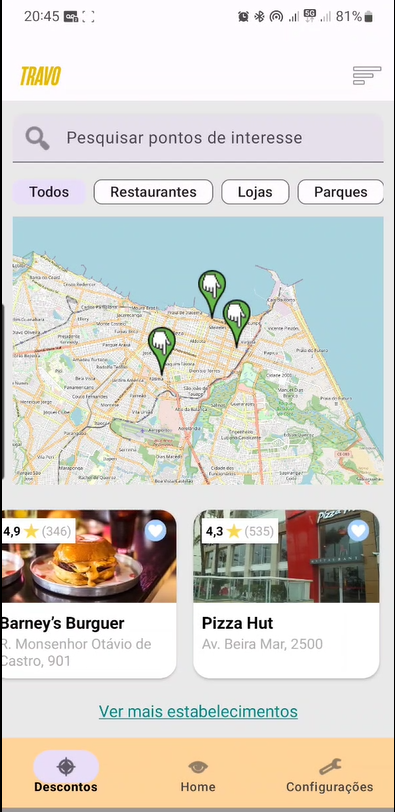 20:45 81%
5G
TRAVO
Pesquisar pontos de interesse
Todos Restaurantes Lojas Parques
4,9 (346) 4,3 (535)
Barney's Burguer
R. Monsenhor Otávio de
Castro, 901
Pizza Hut
Av. Beira Mar, 2500
Ver mais estabelecimentos
Descontos Home Configurações